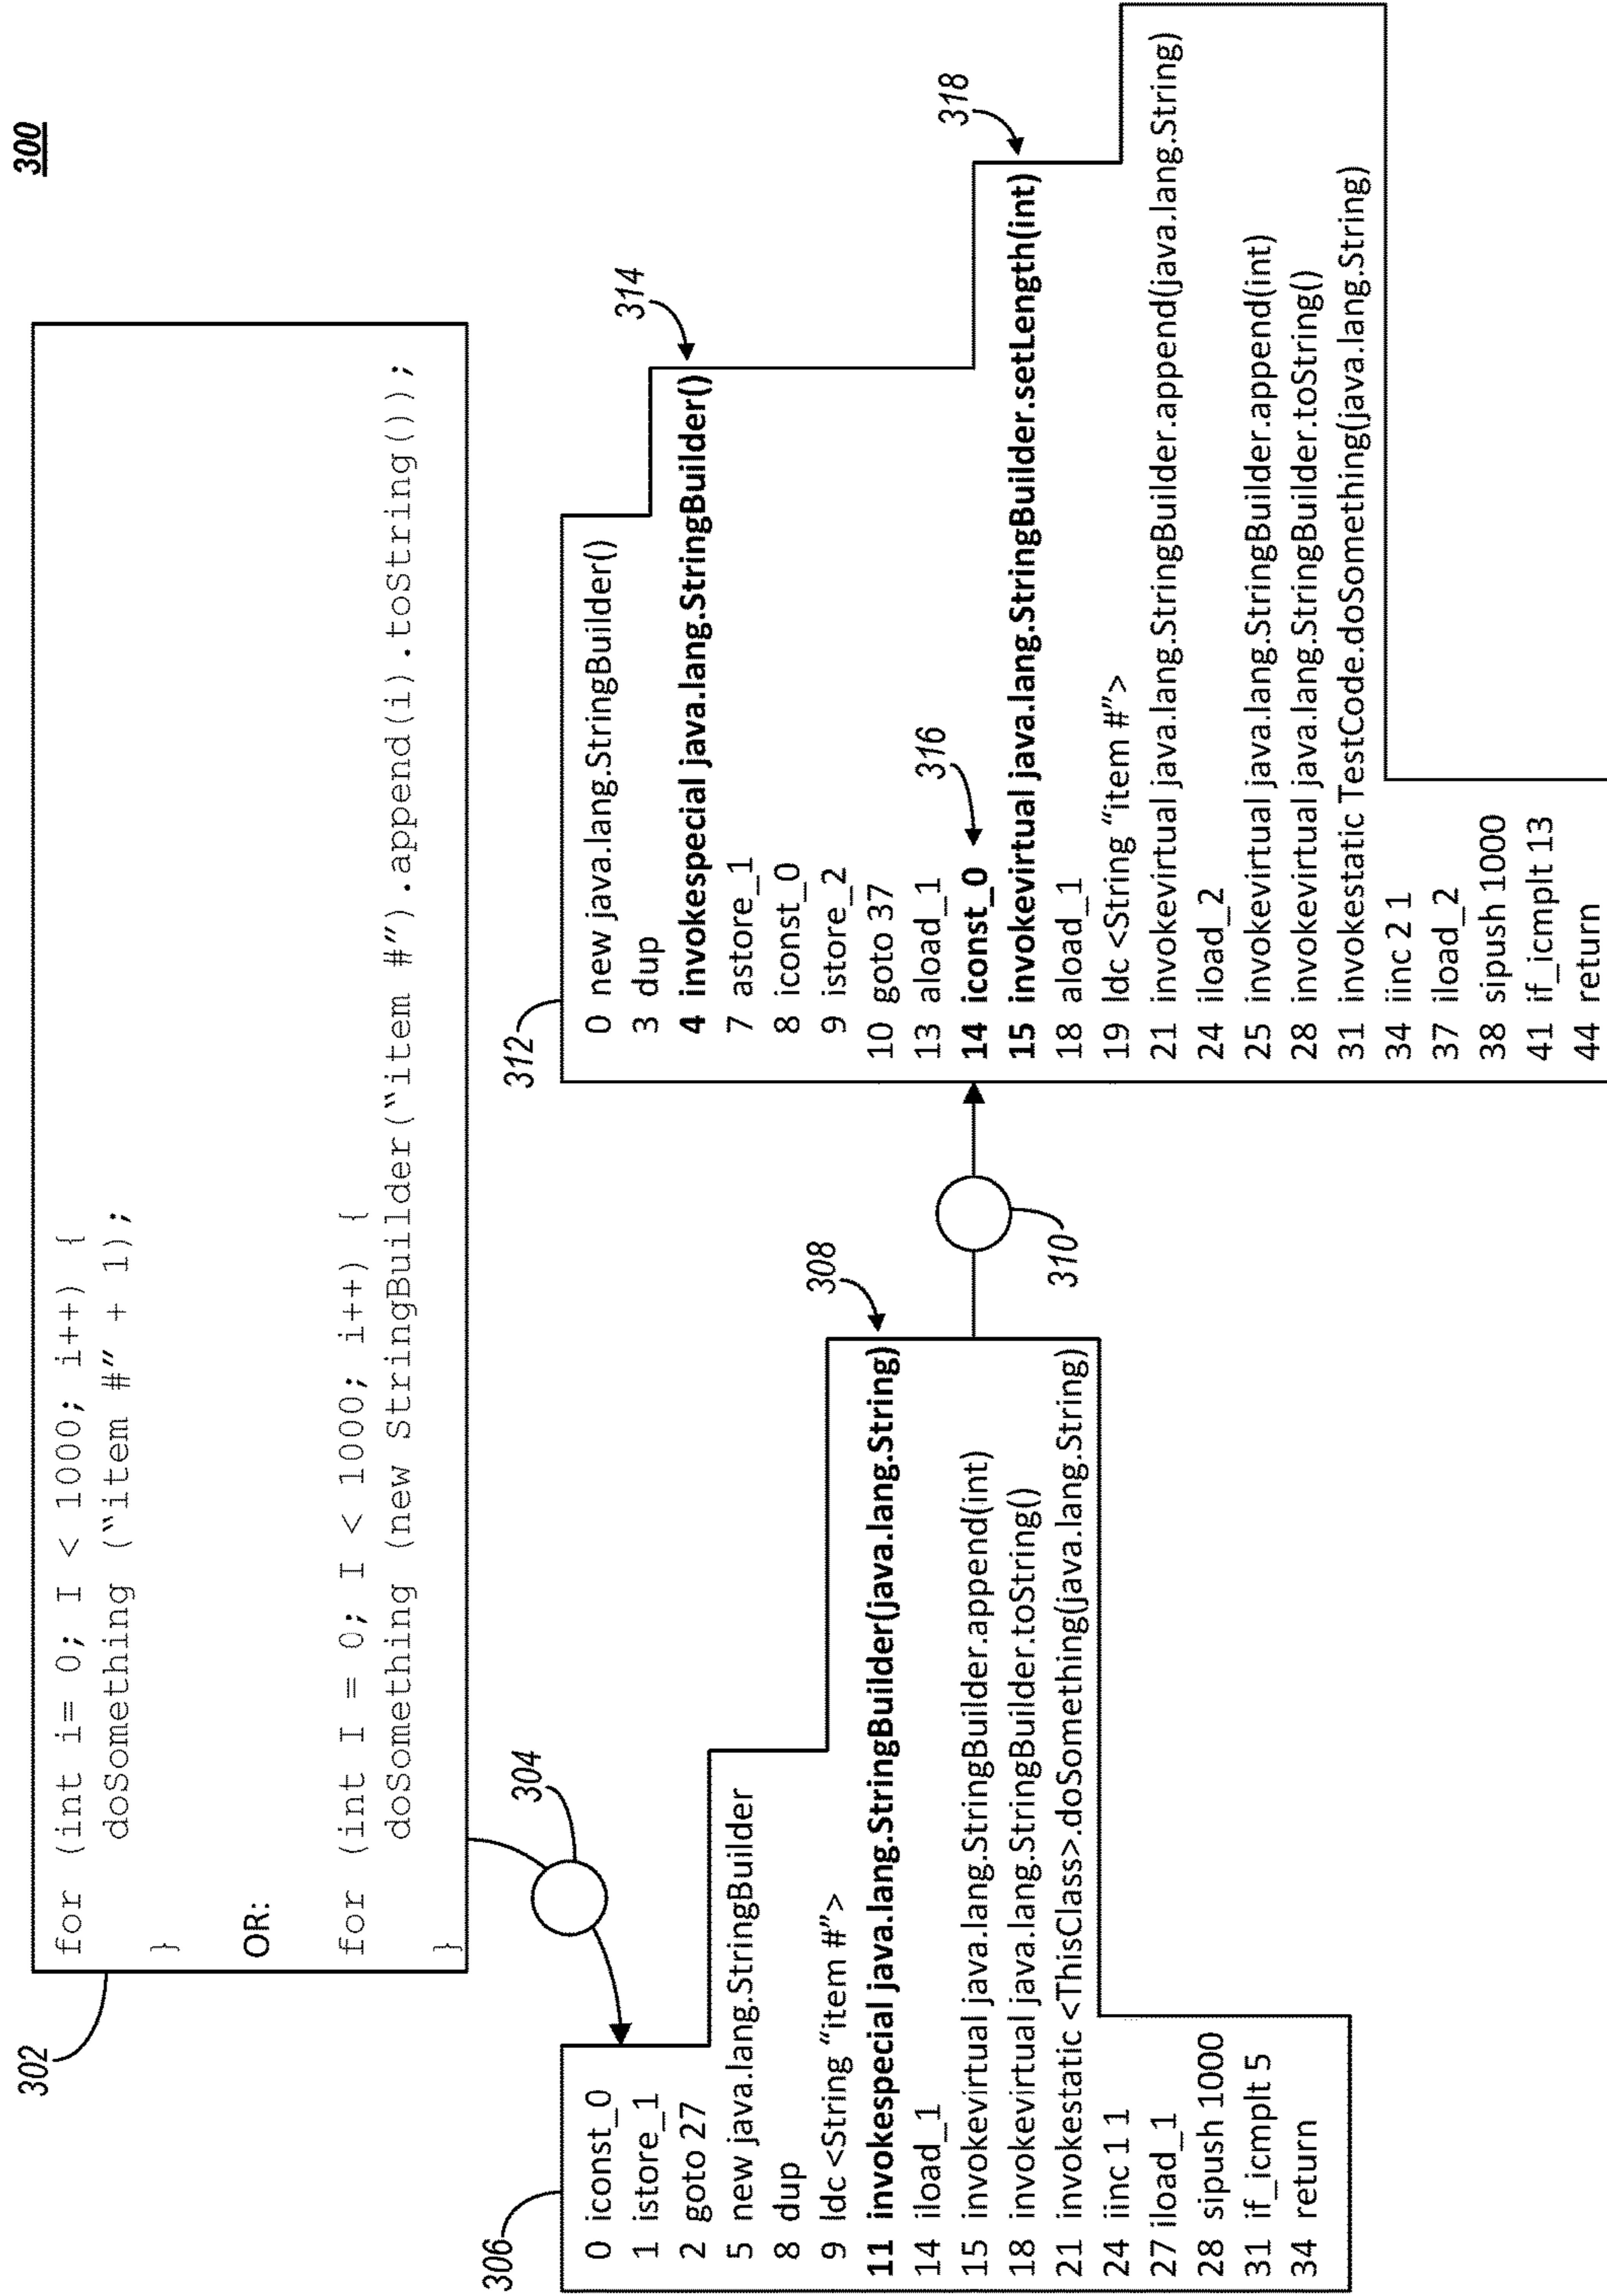 300
302
for (int i= 0; I < 1000; i++) {
doSomething (“item #” + 1);
}
OR:
for (int I = 0; I < 1000; i++) {
doSomething (new StringBuilder(“item #”).append(i).toString());
}
304
306
0 iconst_0
1 istore_1
2 goto 27
5 new java.lang.StringBuilder
8 dup
9 ldc <String “item #”>
11 invokespecial java.lang.StringBuilder(java.lang.String)
14 iload_1
15 invokevirtual java.lang.StringBuilder.append(int)
18 invokevirtual java.lang.StringBuilder.toString()
21 invokestatic <ThisClass>.doSomething(java.lang.String)
24 iinc 1 1
27 iload_1
28 sipush 1000
31 if_icmplt 5
34 return
308
310
312
0 new java.lang.StringBuilder()
3 dup
4 invokespecial java.lang.StringBuilder()
7 astore_1
8 iconst_0
9 istore_2
10 goto 37
13 aload_1
14 iconst_0
15 invokevirtual java.lang.StringBuilder.setLength(int)
18 aload_1
19 ldc <String “item #”>
21 invokevirtual java.lang.StringBuilder.append(java.lang.String)
24 iload_2
25 invokevirtual java.lang.StringBuilder.append(int)
28 invokevirtual java.lang.StringBuilder.toString()
31 invokestatic TestCode.doSomething(java.lang.String)
34 iinc 2 1
37 iload_2
38 sipush 1000
41 if_icmplt 13
44 return
314
316
318